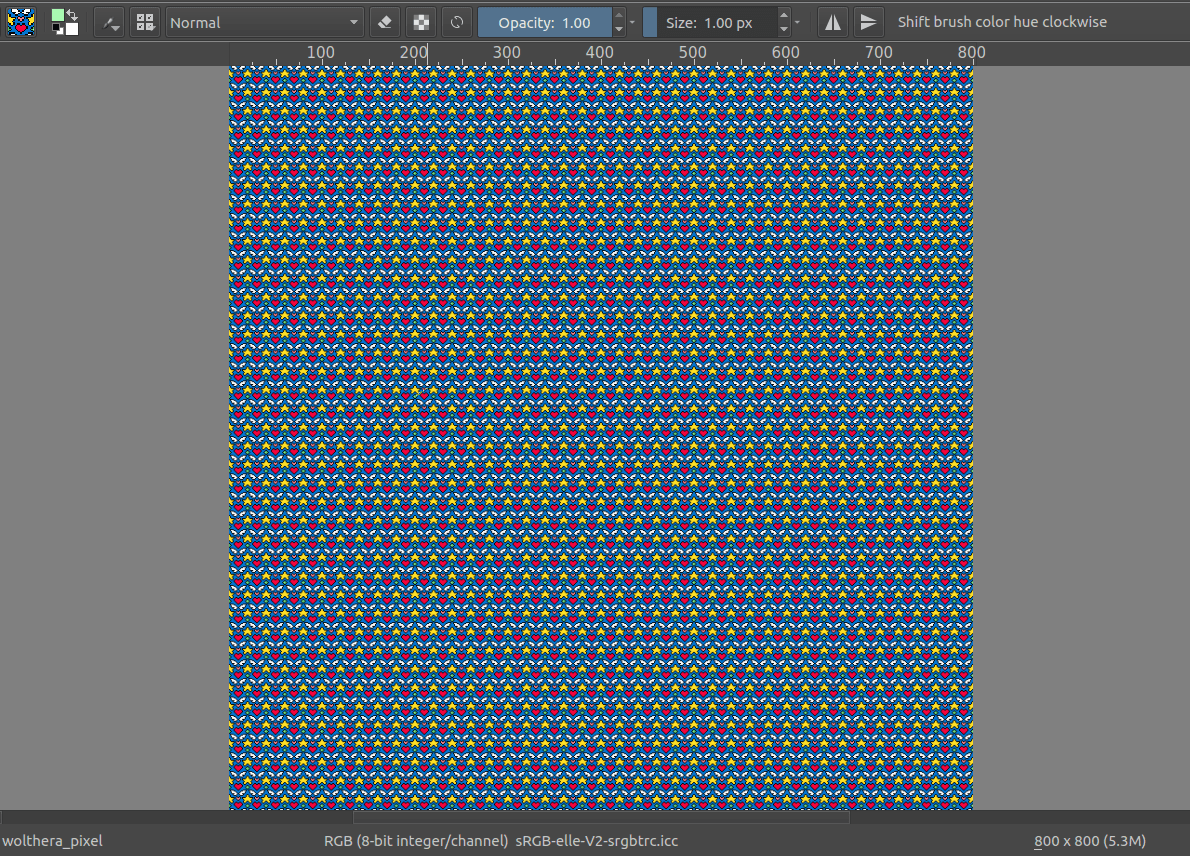 Normal
Opacity: 1.00
Size: 1.00 px
Shift brush color hue clockwise
100 200 300 400 500 600 700 800
wolthera_pixel
RGB (8-bit integer/channel) sRGB-elle-V2-srgbtrc.icc
800 x 800 (5.3M)